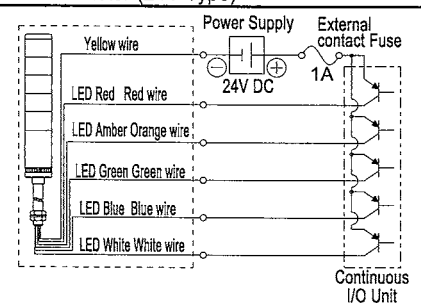 Power Supply
External
contact Fuse
Yellow wire
24V DC
1A
LED Red Red wire
LED Amber Orange wire
LED Green Green wire
LED Blue Blue wire
LED White White wire
Continuous
I/O Unit